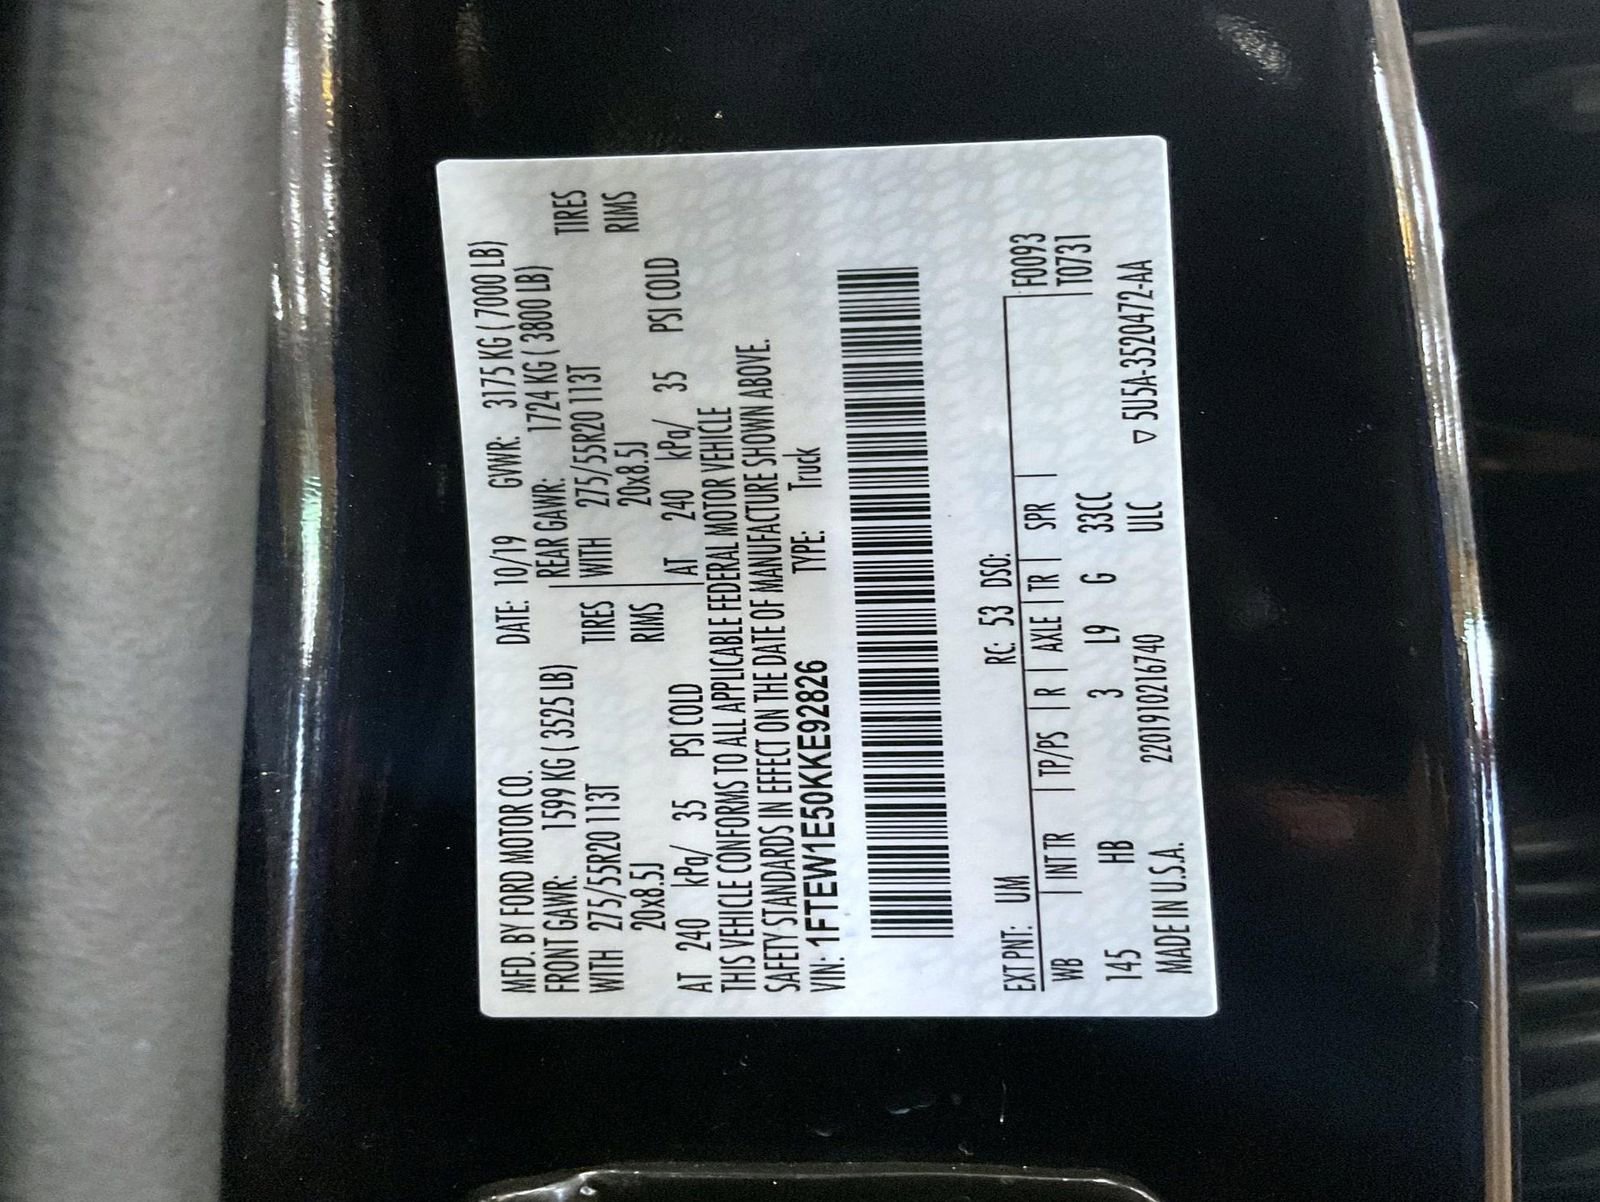 MFD. BY FORD MOTOR CO. DATE: 10/19 GVWR: 3175 KG ( 7000 LB)
FRONT GAWR: 1599 KG ( 3525 LB) REAR GAWR: 1724 KG ( 3800 LB)
WITH 275/55R20 113T TIRES WITH 275/55R20 113T TIRES
20x8.5J RIMS 20x8.5J RIMS
AT 240 kPa/ 35 PSI COLD AT 240 kPa/ 35 PSI COLD
THIS VEHICLE CONFORMS TO ALL APPLICABLE FEDERAL MOTOR VEHICLE
SAFETY STANDARDS IN EFFECT ON THE DATE OF MANUFACTURE SHOWN ABOVE.
VIN: 1FTEW1E50KKE92826 TYPE: Truck
EXT PNT: UM RC: 53 DSO: F0093
WB | INT TR | TP/PS | R | AXLE | TR | SPR | T0731
145 HB 3 L9 G 33CC
MADE IN U.S.A. 2201910216740 ULC ▽ 5U5A-3520472-AA